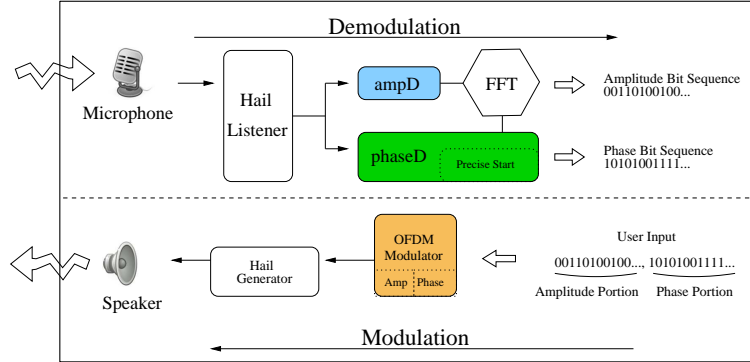 Demodulation
Microphone
Hail
Listener
ampD
FFT
Amplitude Bit Sequence
00110100100...
phaseD
Precise Start
Phase Bit Sequence
10101001111...
Speaker
Hail
Generator
OFDM
Modulator
Amp Phase
User Input
00110100100..., 10101001111...
Amplitude Portion Phase Portion
Modulation